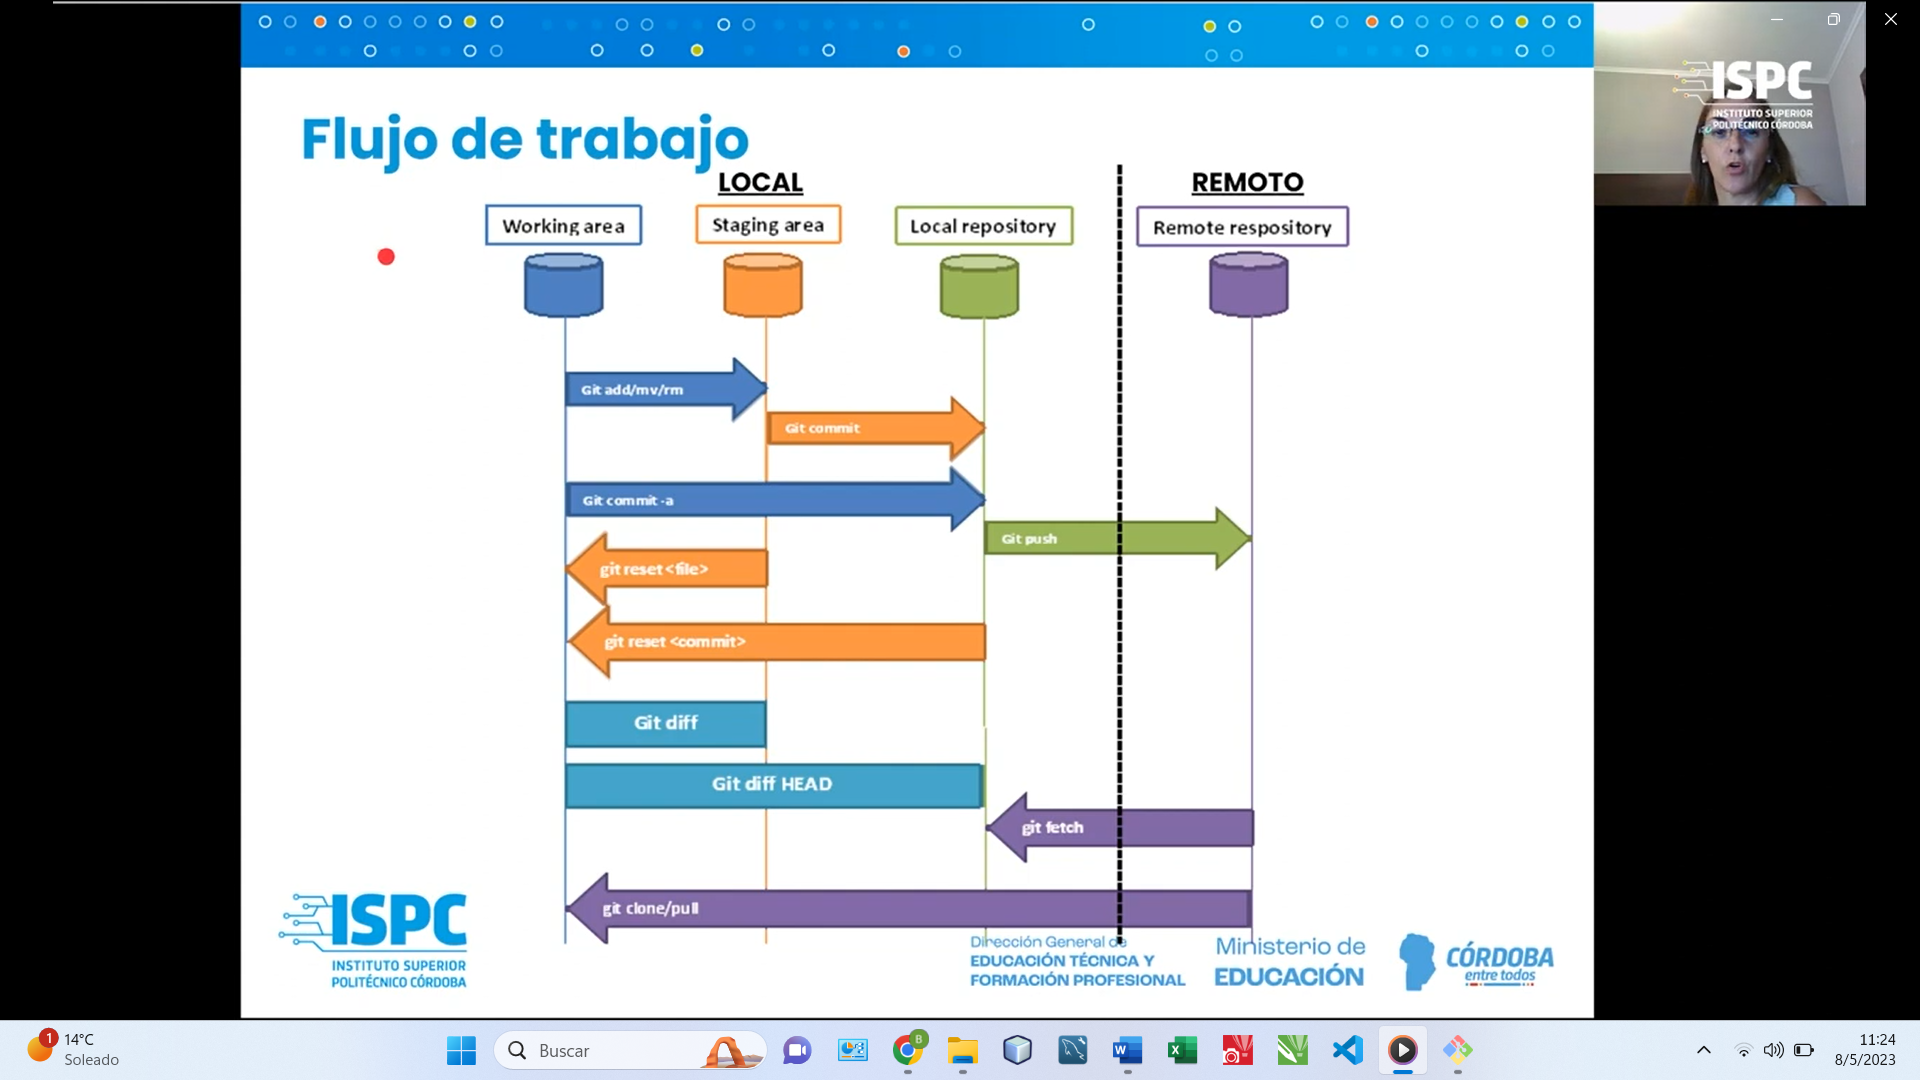 ISPC
INSTITUTO SUPERIOR
POLITÉCNICO CÓRDOBA
Flujo de trabajo
LOCAL
REMOTO
Working area
Staging area
Local repository
Remote respository
Git add/mv/rm
Git commit
Git commit -a
Git push
git reset <file>
git reset <commit>
Git diff
Git diff HEAD
git fetch
git clone/pull
ISPC
INSTITUTO SUPERIOR
POLITÉCNICO CÓRDOBA
Dirección General de
EDUCACIÓN TÉCNICA Y
FORMACIÓN PROFESIONAL
Ministerio de
EDUCACIÓN
CÓRDOBA
entre todos
1
14°C
Soleado
Buscar
B
11:24
8/5/2023